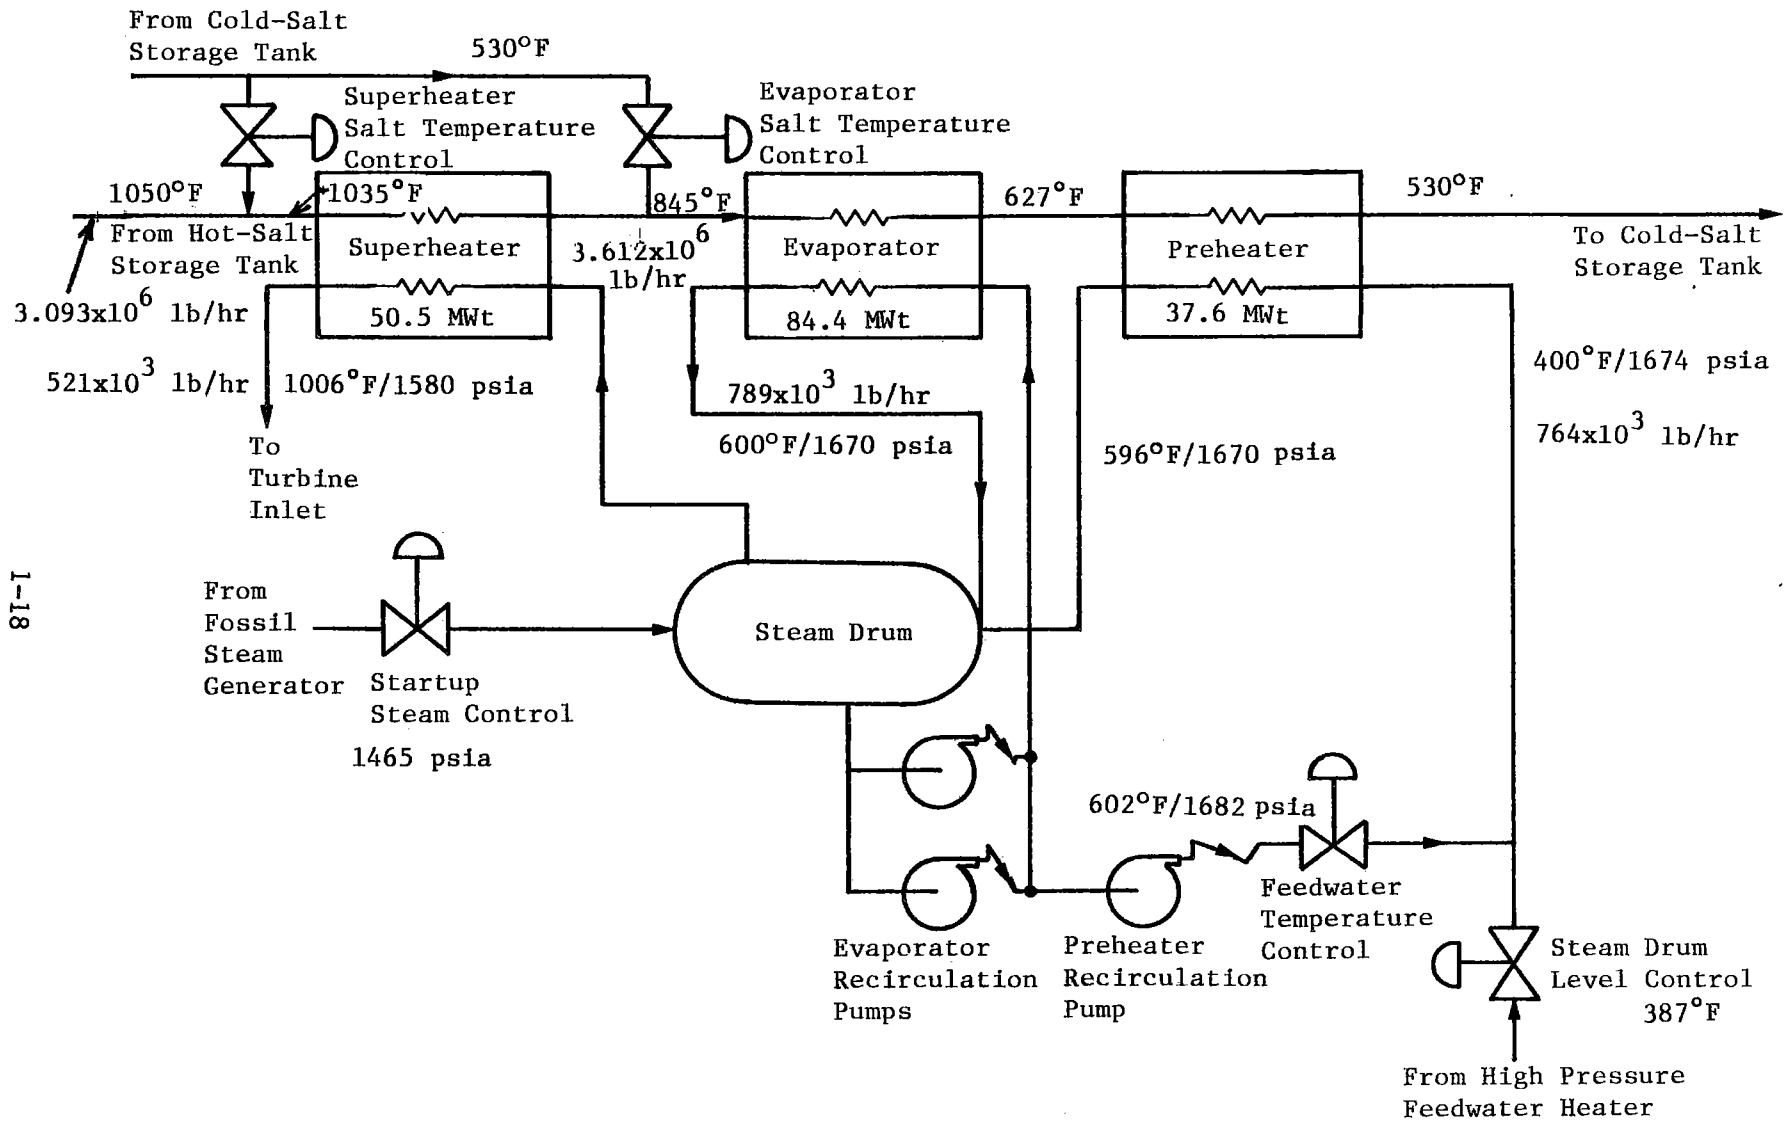 From Cold-Salt
Storage Tank
530°F
Superheater
Salt Temperature
Control
Evaporator
Salt Temperature
Control
1050°F
1035°F
845°F
627°F
530°F
From Hot-Salt
Storage Tank
Superheater
3.612x10⁶
lb/hr
Evaporator
Preheater
To Cold-Salt
Storage Tank
3.093x10⁶ lb/hr
50.5 MWt
84.4 MWt
37.6 MWt
521x10³ lb/hr
1006°F/1580 psia
789x10³ lb/hr
400°F/1674 psia
To
Turbine
Inlet
600°F/1670 psia
596°F/1670 psia
764x10³ lb/hr
1-18
From
Fossil
Steam
Generator
Steam Drum
Startup
Steam Control
1465 psia
602°F/1682 psia
Feedwater
Temperature
Control
Evaporator
Recirculation
Pumps
Preheater
Recirculation
Pump
Steam Drum
Level Control
387°F
From High Pressure
Feedwater Heater